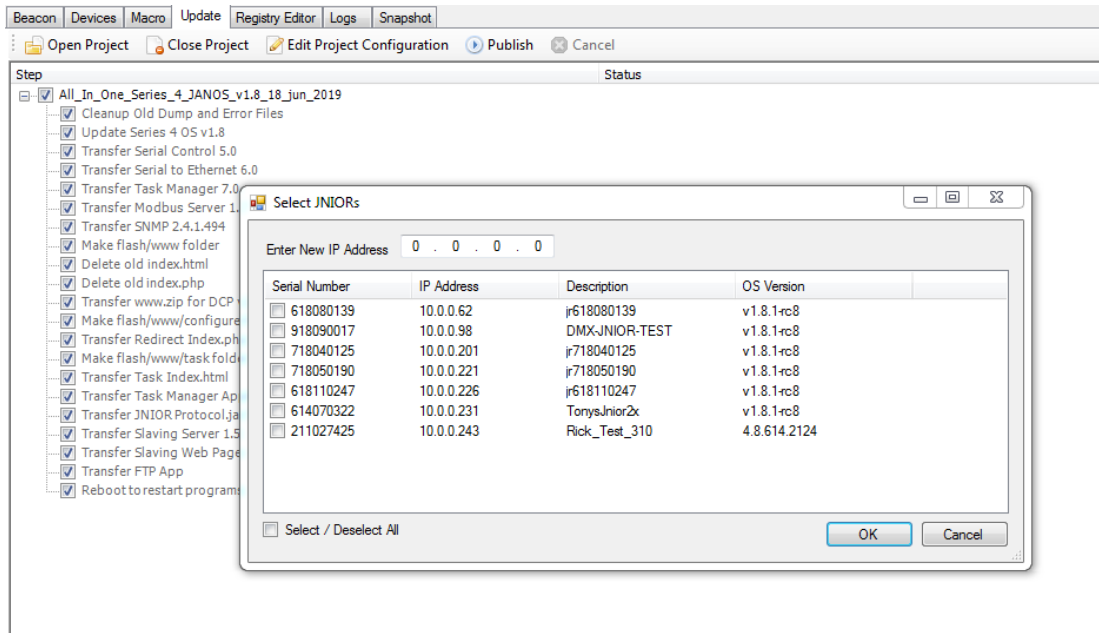 Beacon Devices Macro Update Registry Editor Logs Snapshot
Open Project Close Project Edit Project Configuration Publish Cancel
Step Status
All_In_One_Series_4_JANOS_v1.8_18_jun_2019
Cleanup Old Dump and Error Files
Update Series 4 OS v1.8
Transfer Serial Control 5.0
Transfer Serial to Ethernet 6.0
Transfer Task Manager 7.0
Transfer Modbus Server 1.
Transfer SNMP 2.4.1.494
Make flash/www folder
Delete old index.html
Delete old index.php
Transfer www.zip for DCP
Make flash/www/configure
Transfer Redirect Index.ph
Make flash/www/task folde
Transfer Task Index.html
Transfer Task Manager Ap
Transfer JNIOR Protocol.ja
Transfer Slaving Server 1.5
Transfer Slaving Web Page
Transfer FTP App
Reboot to restart programs
Select JNIORs
Enter New IP Address 0 . 0 . 0 . 0
Serial Number IP Address Description OS Version
618080139 10.0.0.62 jr618080139 v1.8.1-rc8
918090017 10.0.0.98 DMX-JNIOR-TEST v1.8.1-rc8
718040125 10.0.0.201 jr718040125 v1.8.1-rc8
718050190 10.0.0.221 jr718050190 v1.8.1-rc8
618110247 10.0.0.226 jr618110247 v1.8.1-rc8
614070322 10.0.0.231 TonysJnior2x v1.8.1-rc8
211027425 10.0.0.243 Rick_Test_310 4.8.614.2124
Select / Deselect All
OK Cancel